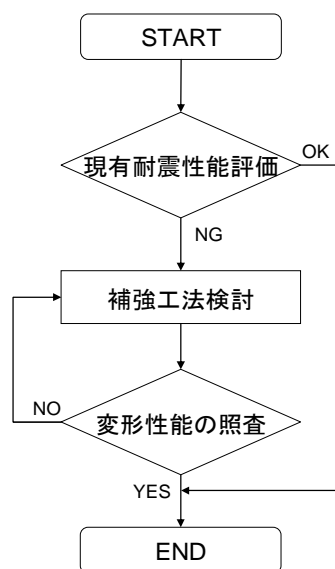 START
現有耐震性能評価
OK
NG
補強工法検討
NO
変形性能の照査
YES
END